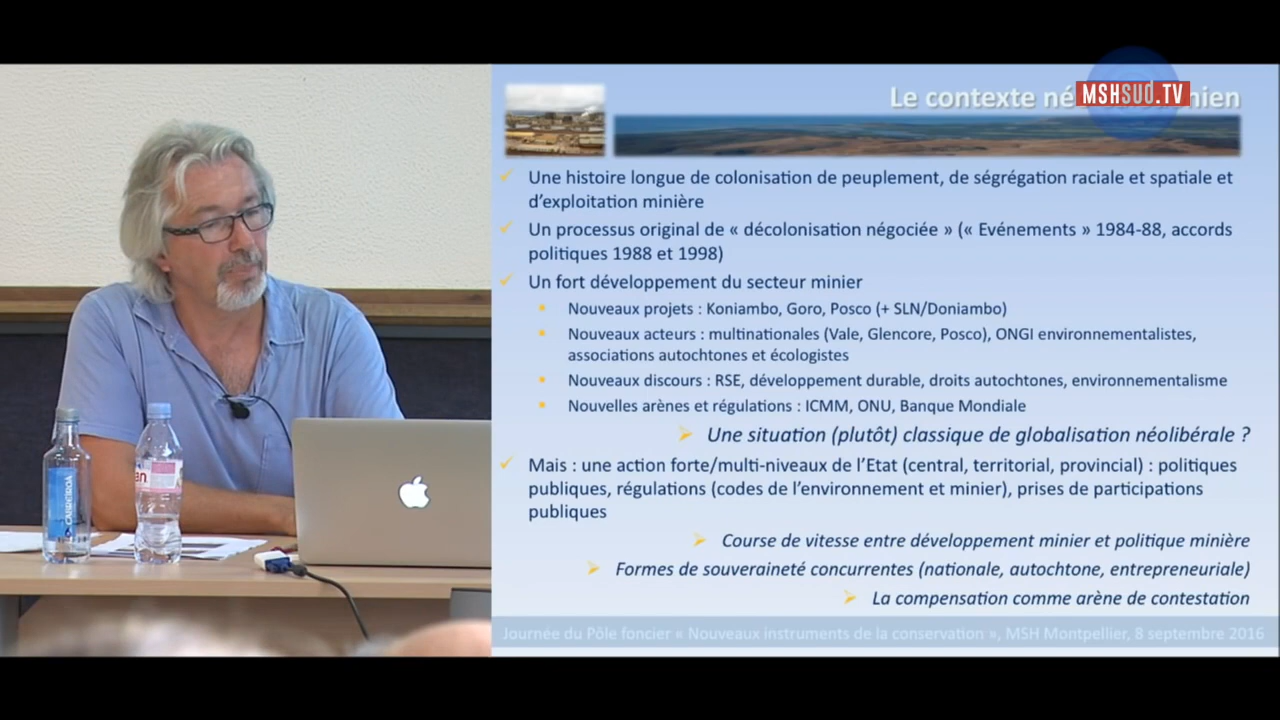 MSHSUD.TV
Le contexte né
nien
Une histoire longue de colonisation de peuplement, de ségrégation raciale et spatiale et
d'exploitation minière
Un processus original de « décolonisation négociée » (« Evénements » 1984-88, accords
politiques 1988 et 1998)
Un fort développement du secteur minier
Nouveaux projets : Koniambo, Goro, Posco (+ SLN/Doniambo)
Nouveaux acteurs : multinationales (Vale, Glencore, Posco), ONGI environnementalistes,
associations autochtones et écologistes
Nouveaux discours : RSE, développement durable, droits autochtones, environnementalisme
Nouvelles arènes et régulations : ICMM, ONU, Banque Mondiale
Une situation (plutôt) classique de globalisation néolibérale ?
Mais : une action forte/multi-niveaux de l'Etat (central, territorial, provincial) : politiques
publiques, régulations (codes de l'environnement et minier), prises de participations
publiques
Course de vitesse entre développement minier et politique minière
Formes de souveraineté concurrentes (nationale, autochtone, entrepreneuriale)
La compensation comme arène de contestation
Journée du Pôle foncier « Nouveaux instruments de la conservation », MSH Montpellier, 8 septembre 2016
CABREIROÁ
an